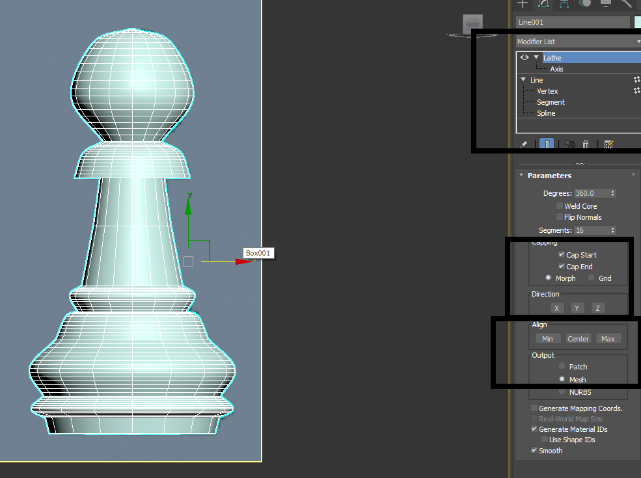 FRONT
Line001
Modifier List
Lathe
Axis
Line
Vertex
Segment
Spline
Parameters
Degrees: 360.0
Weld Core
Flip Normals
Segments: 16
Capping
Cap Start
Cap End
Morph Grid
Direction
X Y Z
Align
Min Center Max
Output
Patch
Mesh
NURBS
Generate Mapping Coords.
Real-World Map Size
Generate Material IDs
Use Shape IDs
Smooth
y
Box001